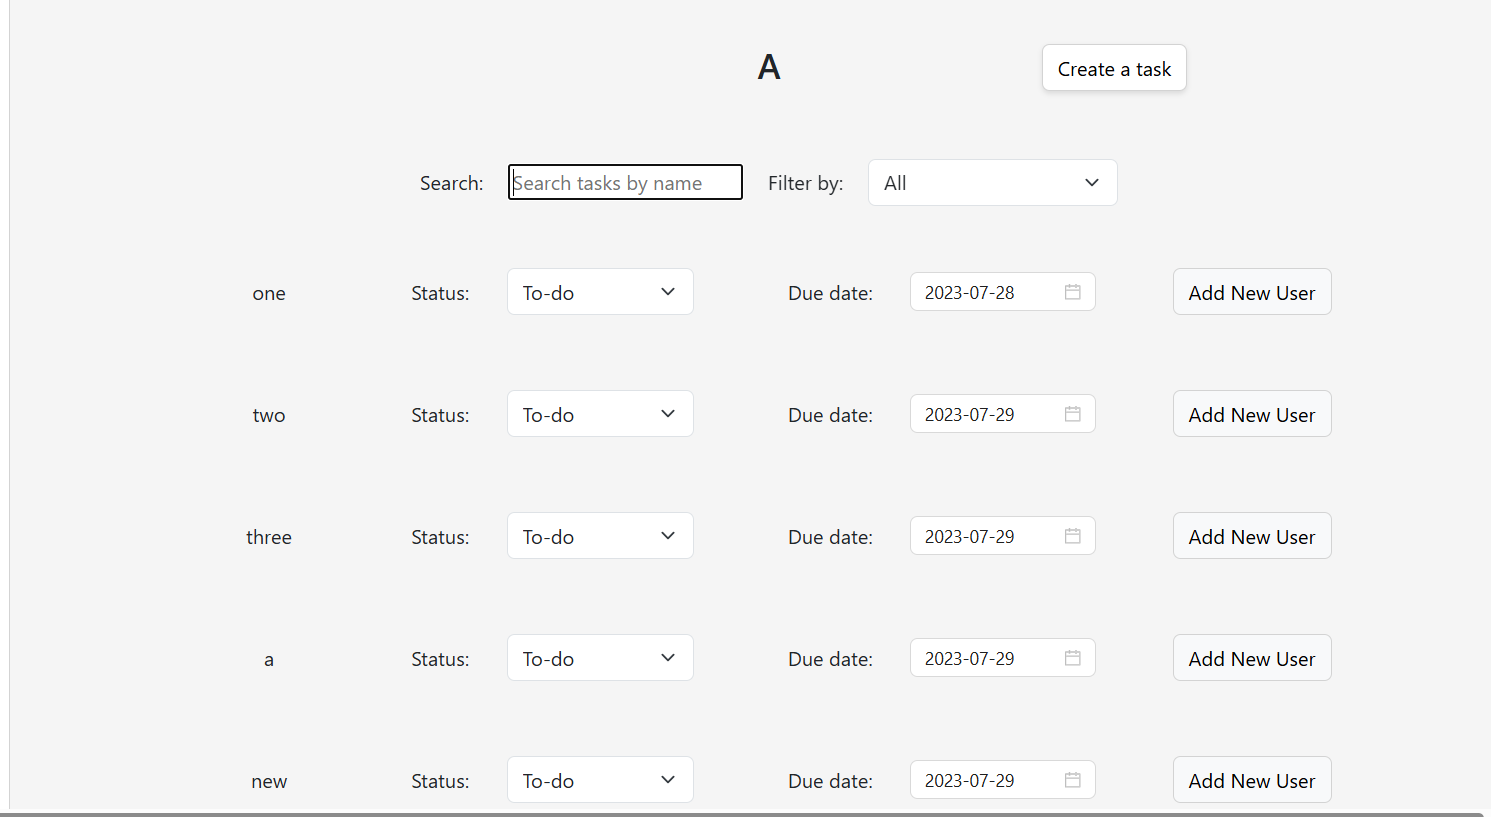 A
Create a task
Search: Search tasks by name Filter by: All
one Status: To-do Due date: 2023-07-28 Add New User
two Status: To-do Due date: 2023-07-29 Add New User
three Status: To-do Due date: 2023-07-29 Add New User
a Status: To-do Due date: 2023-07-29 Add New User
new Status: To-do Due date: 2023-07-29 Add New User